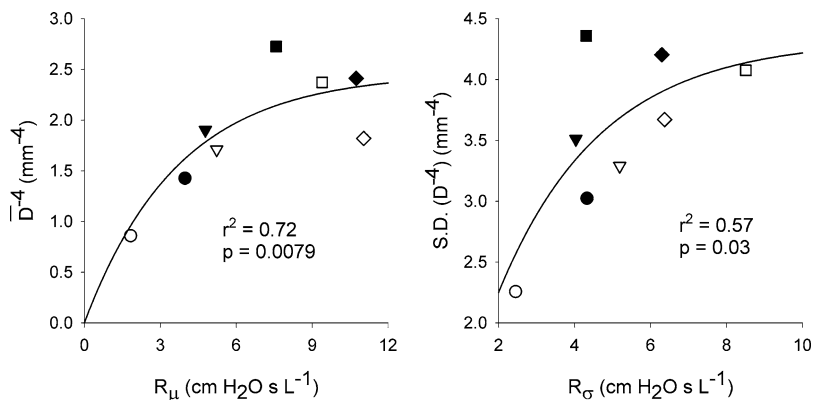 3.0
2.5
2.0
1.5
1.0
0.5
0.0
D̅⁻⁴ (mm⁻⁴)
r² = 0.72
p = 0.0079
0 3 6 9 12
Rμ (cm H₂O s L⁻¹)
4.5
4.0
3.5
3.0
2.5
2.0
S.D. (D⁻⁴) (mm⁻⁴)
r² = 0.57
p = 0.03
2 4 6 8 10
Rσ (cm H₂O s L⁻¹)